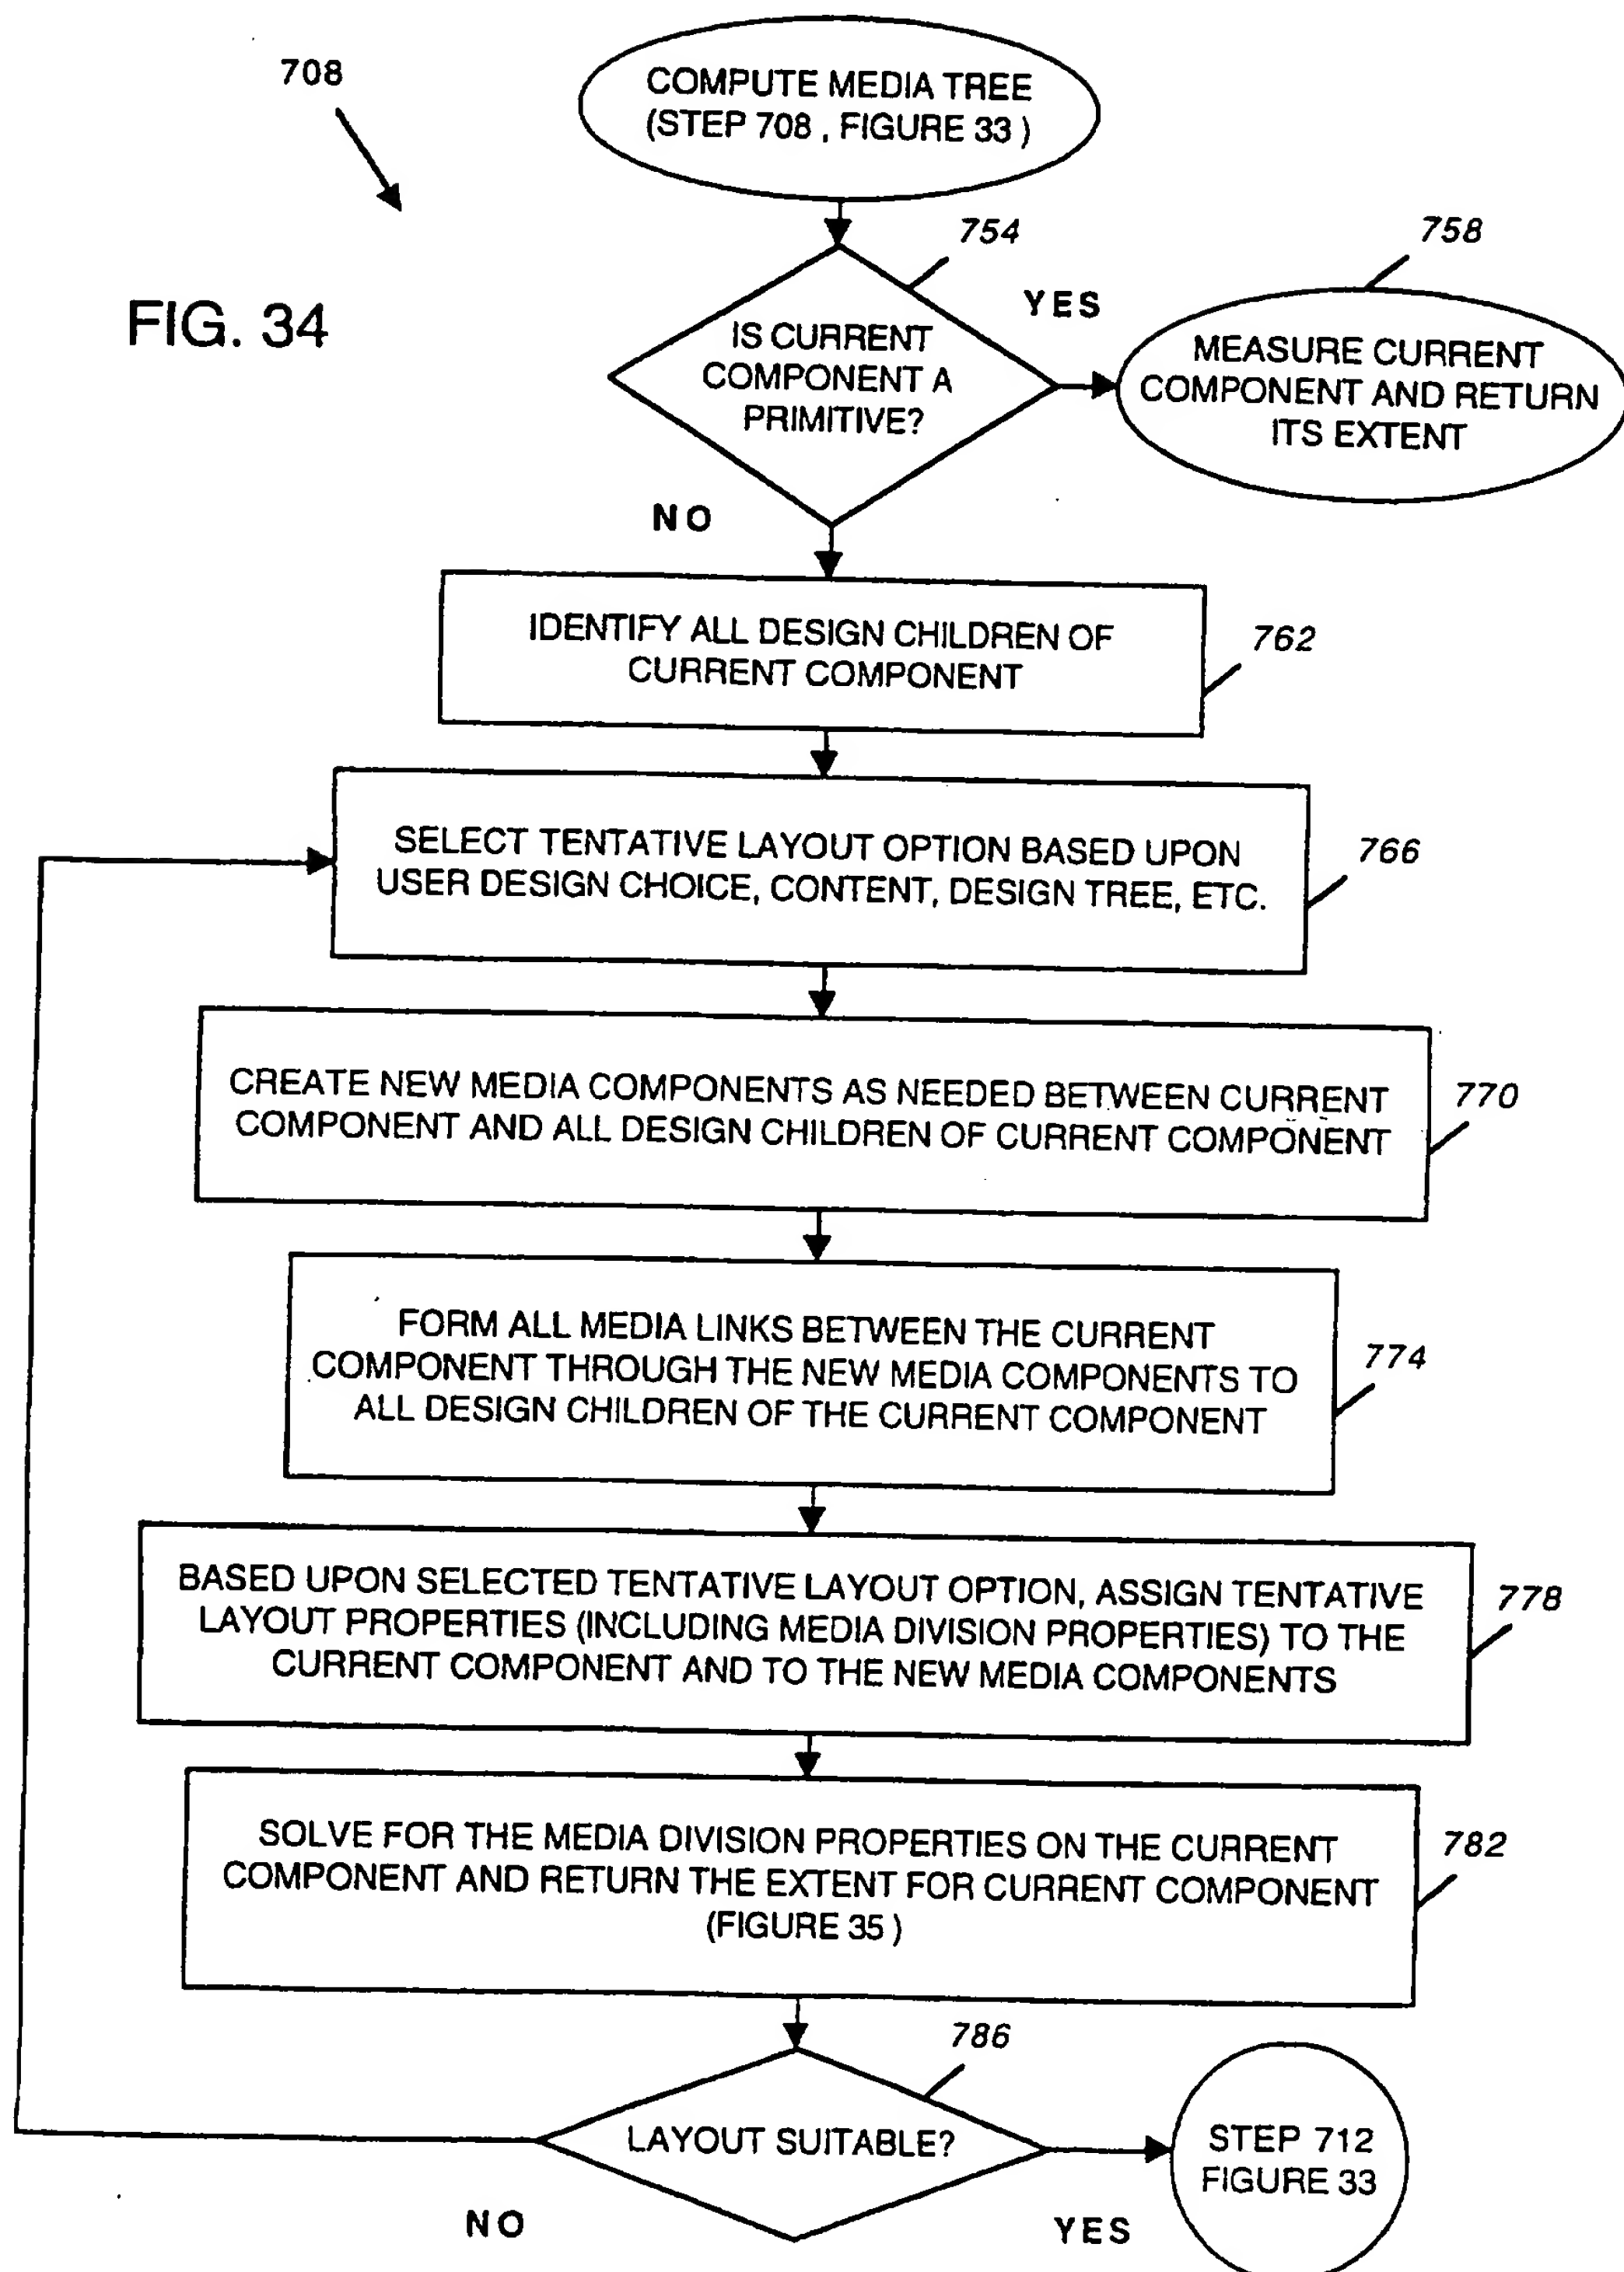 708
COMPUTE MEDIA TREE
(STEP 708 , FIGURE 33 )
FIG. 34
754
758
YES
IS CURRENT
COMPONENT A
PRIMITIVE?
MEASURE CURRENT
COMPONENT AND RETURN
ITS EXTENT
NO
IDENTIFY ALL DESIGN CHILDREN OF
CURRENT COMPONENT
762
SELECT TENTATIVE LAYOUT OPTION BASED UPON
USER DESIGN CHOICE, CONTENT, DESIGN TREE, ETC.
766
CREATE NEW MEDIA COMPONENTS AS NEEDED BETWEEN CURRENT
COMPONENT AND ALL DESIGN CHILDREN OF CURRENT COMPONENT
770
FORM ALL MEDIA LINKS BETWEEN THE CURRENT
COMPONENT THROUGH THE NEW MEDIA COMPONENTS TO
ALL DESIGN CHILDREN OF THE CURRENT COMPONENT
774
BASED UPON SELECTED TENTATIVE LAYOUT OPTION, ASSIGN TENTATIVE
LAYOUT PROPERTIES (INCLUDING MEDIA DIVISION PROPERTIES) TO THE
CURRENT COMPONENT AND TO THE NEW MEDIA COMPONENTS
778
SOLVE FOR THE MEDIA DIVISION PROPERTIES ON THE CURRENT
COMPONENT AND RETURN THE EXTENT FOR CURRENT COMPONENT
(FIGURE 35 )
782
786
LAYOUT SUITABLE?
STEP 712
FIGURE 33
NO
YES